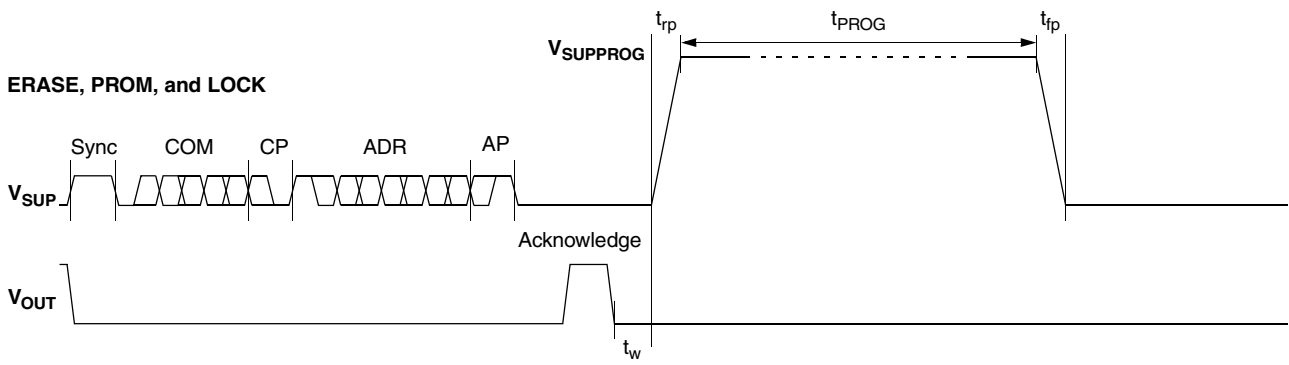 t_rp t_PROG t_fp
V_SUPPROG
ERASE, PROM, and LOCK
Sync COM CP ADR AP
V_SUP
Acknowledge
V_OUT
t_w